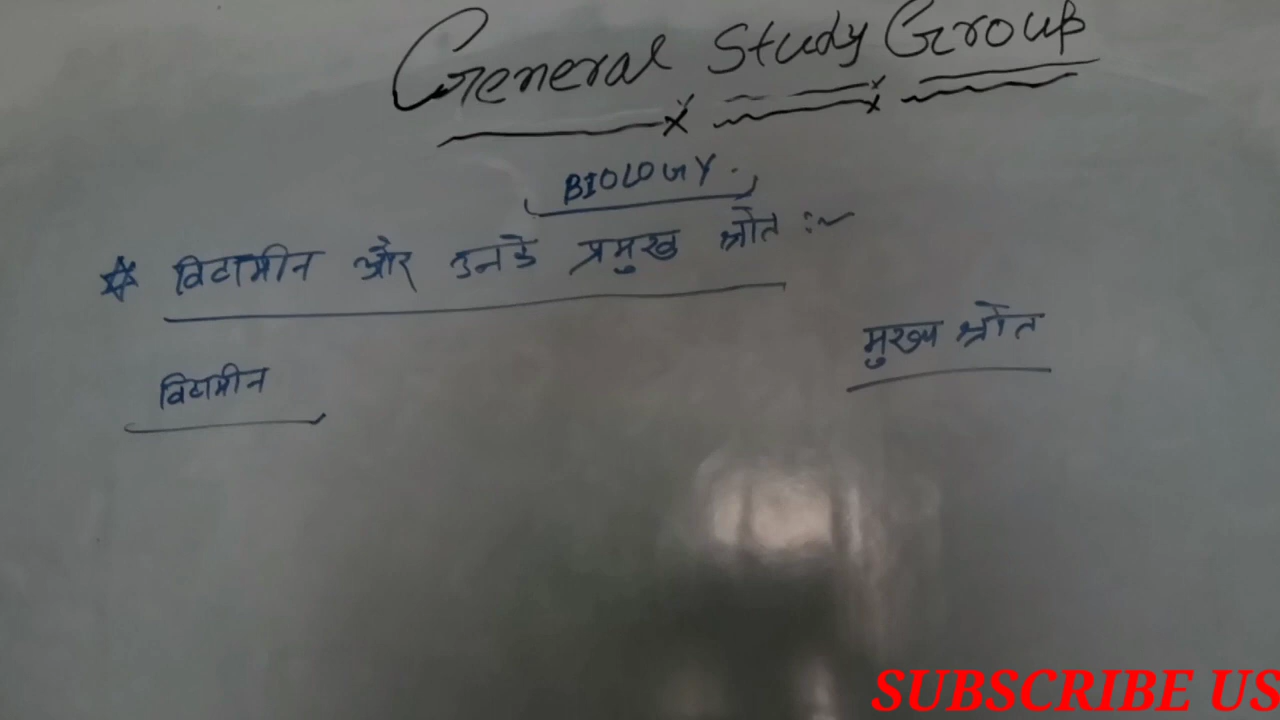 General Study Group
BIOLOGY.
* विटामीन और उनके प्रमुख श्रोत :~
मुख्य श्रोत
विटामीन
SUBSCRIBE US